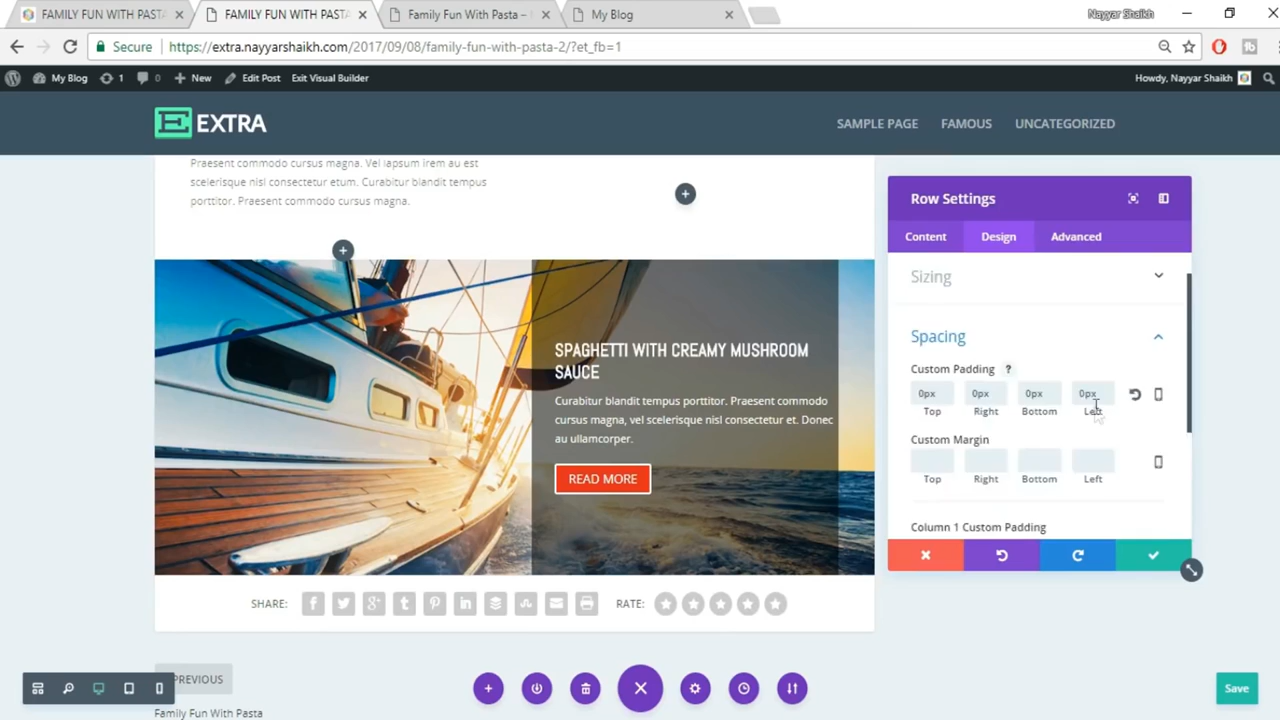 FAMILY FUN WITH PASTA
FAMILY FUN WITH PASTA
Family Fun With Pasta –
My Blog
Nayyar Shaikh
Secure
https://extra.nayyarshaikh.com/2017/09/08/family-fun-with-pasta-2/?et_fb=1
My Blog
1
0
New
Edit Post
Exit Visual Builder
Howdy, Nayyar Shaikh
E EXTRA
SAMPLE PAGE
FAMOUS
UNCATEGORIZED
Praesent commodo cursus magna. Vel lapsum irem au est
scelerisque nisl consectetur etum. Curabitur blandit tempus
porttitor. Praesent commodo cursus magna.
SPAGHETTI WITH CREAMY MUSHROOM
SAUCE
Curabitur blandit tempus porttitor. Praesent commodo
cursus magna, vel scelerisque nisl consectetur et. Donec
au ullamcorper.
READ MORE
SHARE:
RATE:
PREVIOUS
Family Fun With Pasta
Row Settings
Content
Design
Advanced
Sizing
Spacing
Custom Padding ?
0px 0px 0px 0px
Top Right Bottom Left
Custom Margin
Top Right Bottom Left
Column 1 Custom Padding
Save